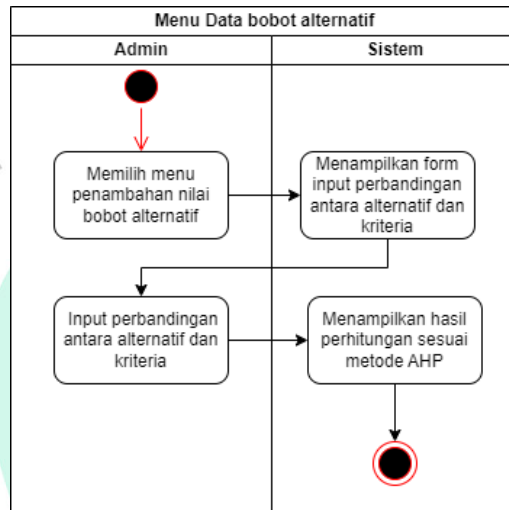 Menu Data bobot alternatif
Admin
Sistem
Memilih menu
penambahan nilai
bobot alternatif
Menampilkan form
input perbandingan
antara alternatif dan
kriteria
Input perbandingan
antara alternatif dan
kriteria
Menampilkan hasil
perhitungan sesuai
metode AHP